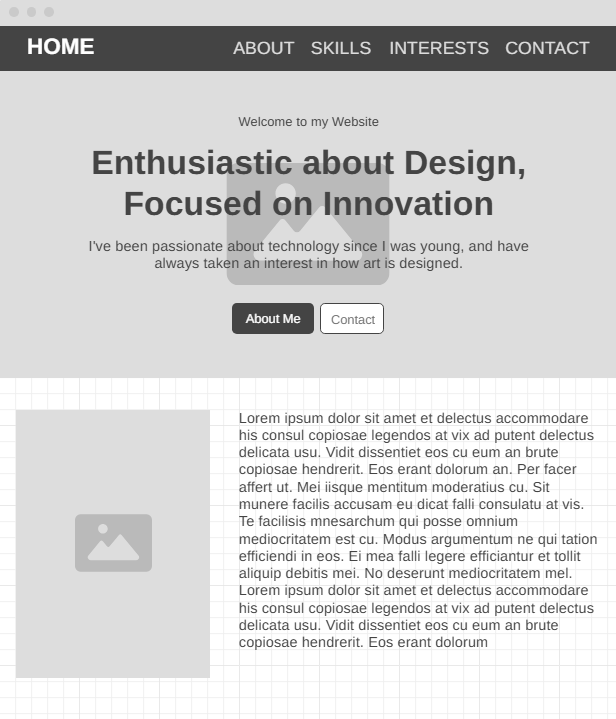 HOME ABOUT SKILLS INTERESTS CONTACT
Welcome to my Website
Enthusiastic about Design,
Focused on Innovation
I've been passionate about technology since I was young, and have
always taken an interest in how art is designed.
About Me Contact
Lorem ipsum dolor sit amet et delectus accommodare
his consul copiosae legendos at vix ad putent delectus
delicata usu. Vidit dissentiet eos cu eum an brute
copiosae hendrerit. Eos erant dolorum an. Per facer
affert ut. Mei iisque mentitum moderatius cu. Sit
munere facilis accusam eu dicat falli consulatu at vis.
Te facilisis mnesarchum qui posse omnium
mediocritatem est cu. Modus argumentum ne qui tation
efficiendi in eos. Ei mea falli legere efficiantur et tollit
aliquip debitis mei. No deserunt mediocritatem mel.
Lorem ipsum dolor sit amet et delectus accommodare
his consul copiosae legendos at vix ad putent delectus
delicata usu. Vidit dissentiet eos cu eum an brute
copiosae hendrerit. Eos erant dolorum